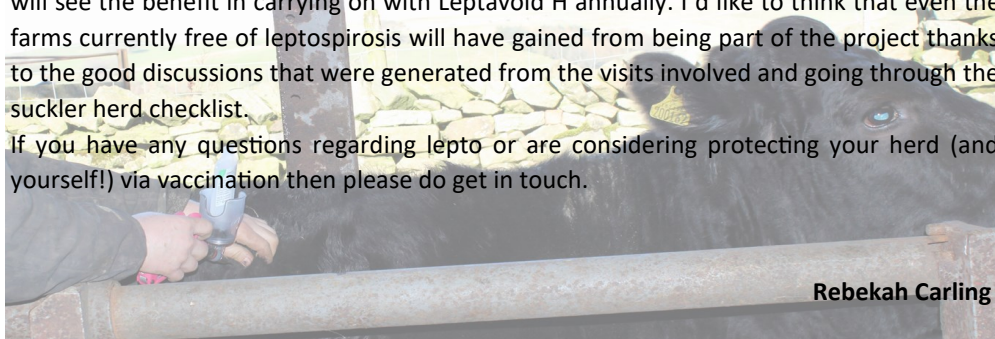 will see the benefit in carrying on with Leptavoid H annually. I'd like to think that even the
farms currently free of leptospirosis will have gained from being part of the project thanks
to the good discussions that were generated from the visits involved and going through the
suckler herd checklist.
If you have any questions regarding lepto or are considering protecting your herd (and
yourself!) via vaccination then please do get in touch.
Rebekah Carling